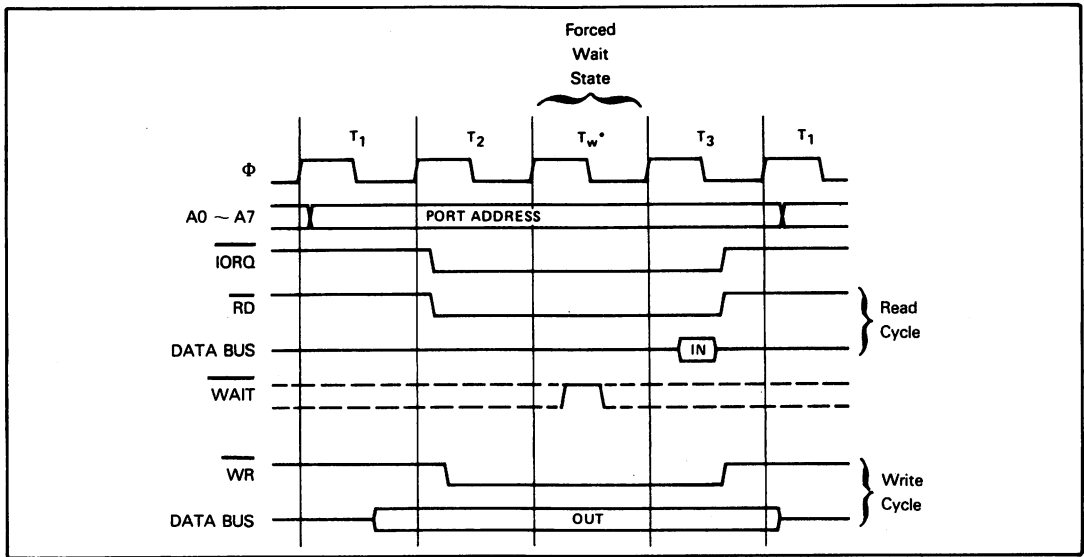 Forced
Wait
State
T1 T2 Tw* T3 T1
Φ
A0 ~ A7 PORT ADDRESS
IORQ
RD
Read
Cycle
DATA BUS IN
WAIT
WR
Write
Cycle
DATA BUS OUT